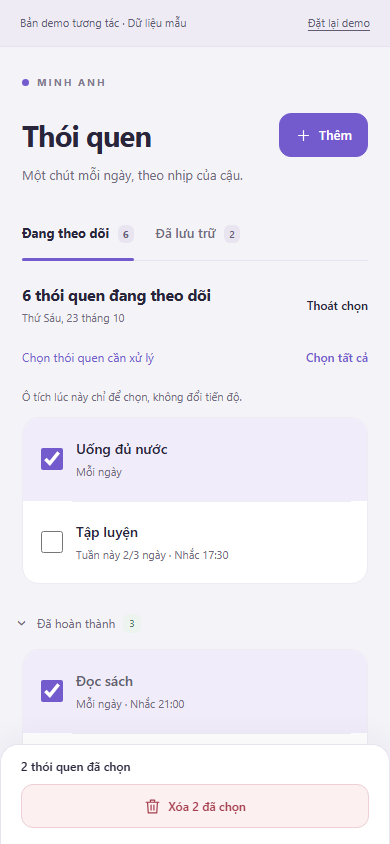 Bản demo tương tác · Dữ liệu mẫu
Đặt lại demo
MINH ANH
Thói quen
Thêm
Một chút mỗi ngày, theo nhịp của cậu.
Đang theo dõi 6
Đã lưu trữ 2
6 thói quen đang theo dõi
Thứ Sáu, 23 tháng 10
Thoát chọn
Chọn thói quen cần xử lý
Chọn tất cả
Ô tích lúc này chỉ để chọn, không đổi tiến độ.
Uống đủ nước
Mỗi ngày
Tập luyện
Tuần này 2/3 ngày · Nhắc 17:30
Đã hoàn thành 3
Đọc sách
Mỗi ngày · Nhắc 21:00
2 thói quen đã chọn
Xóa 2 đã chọn